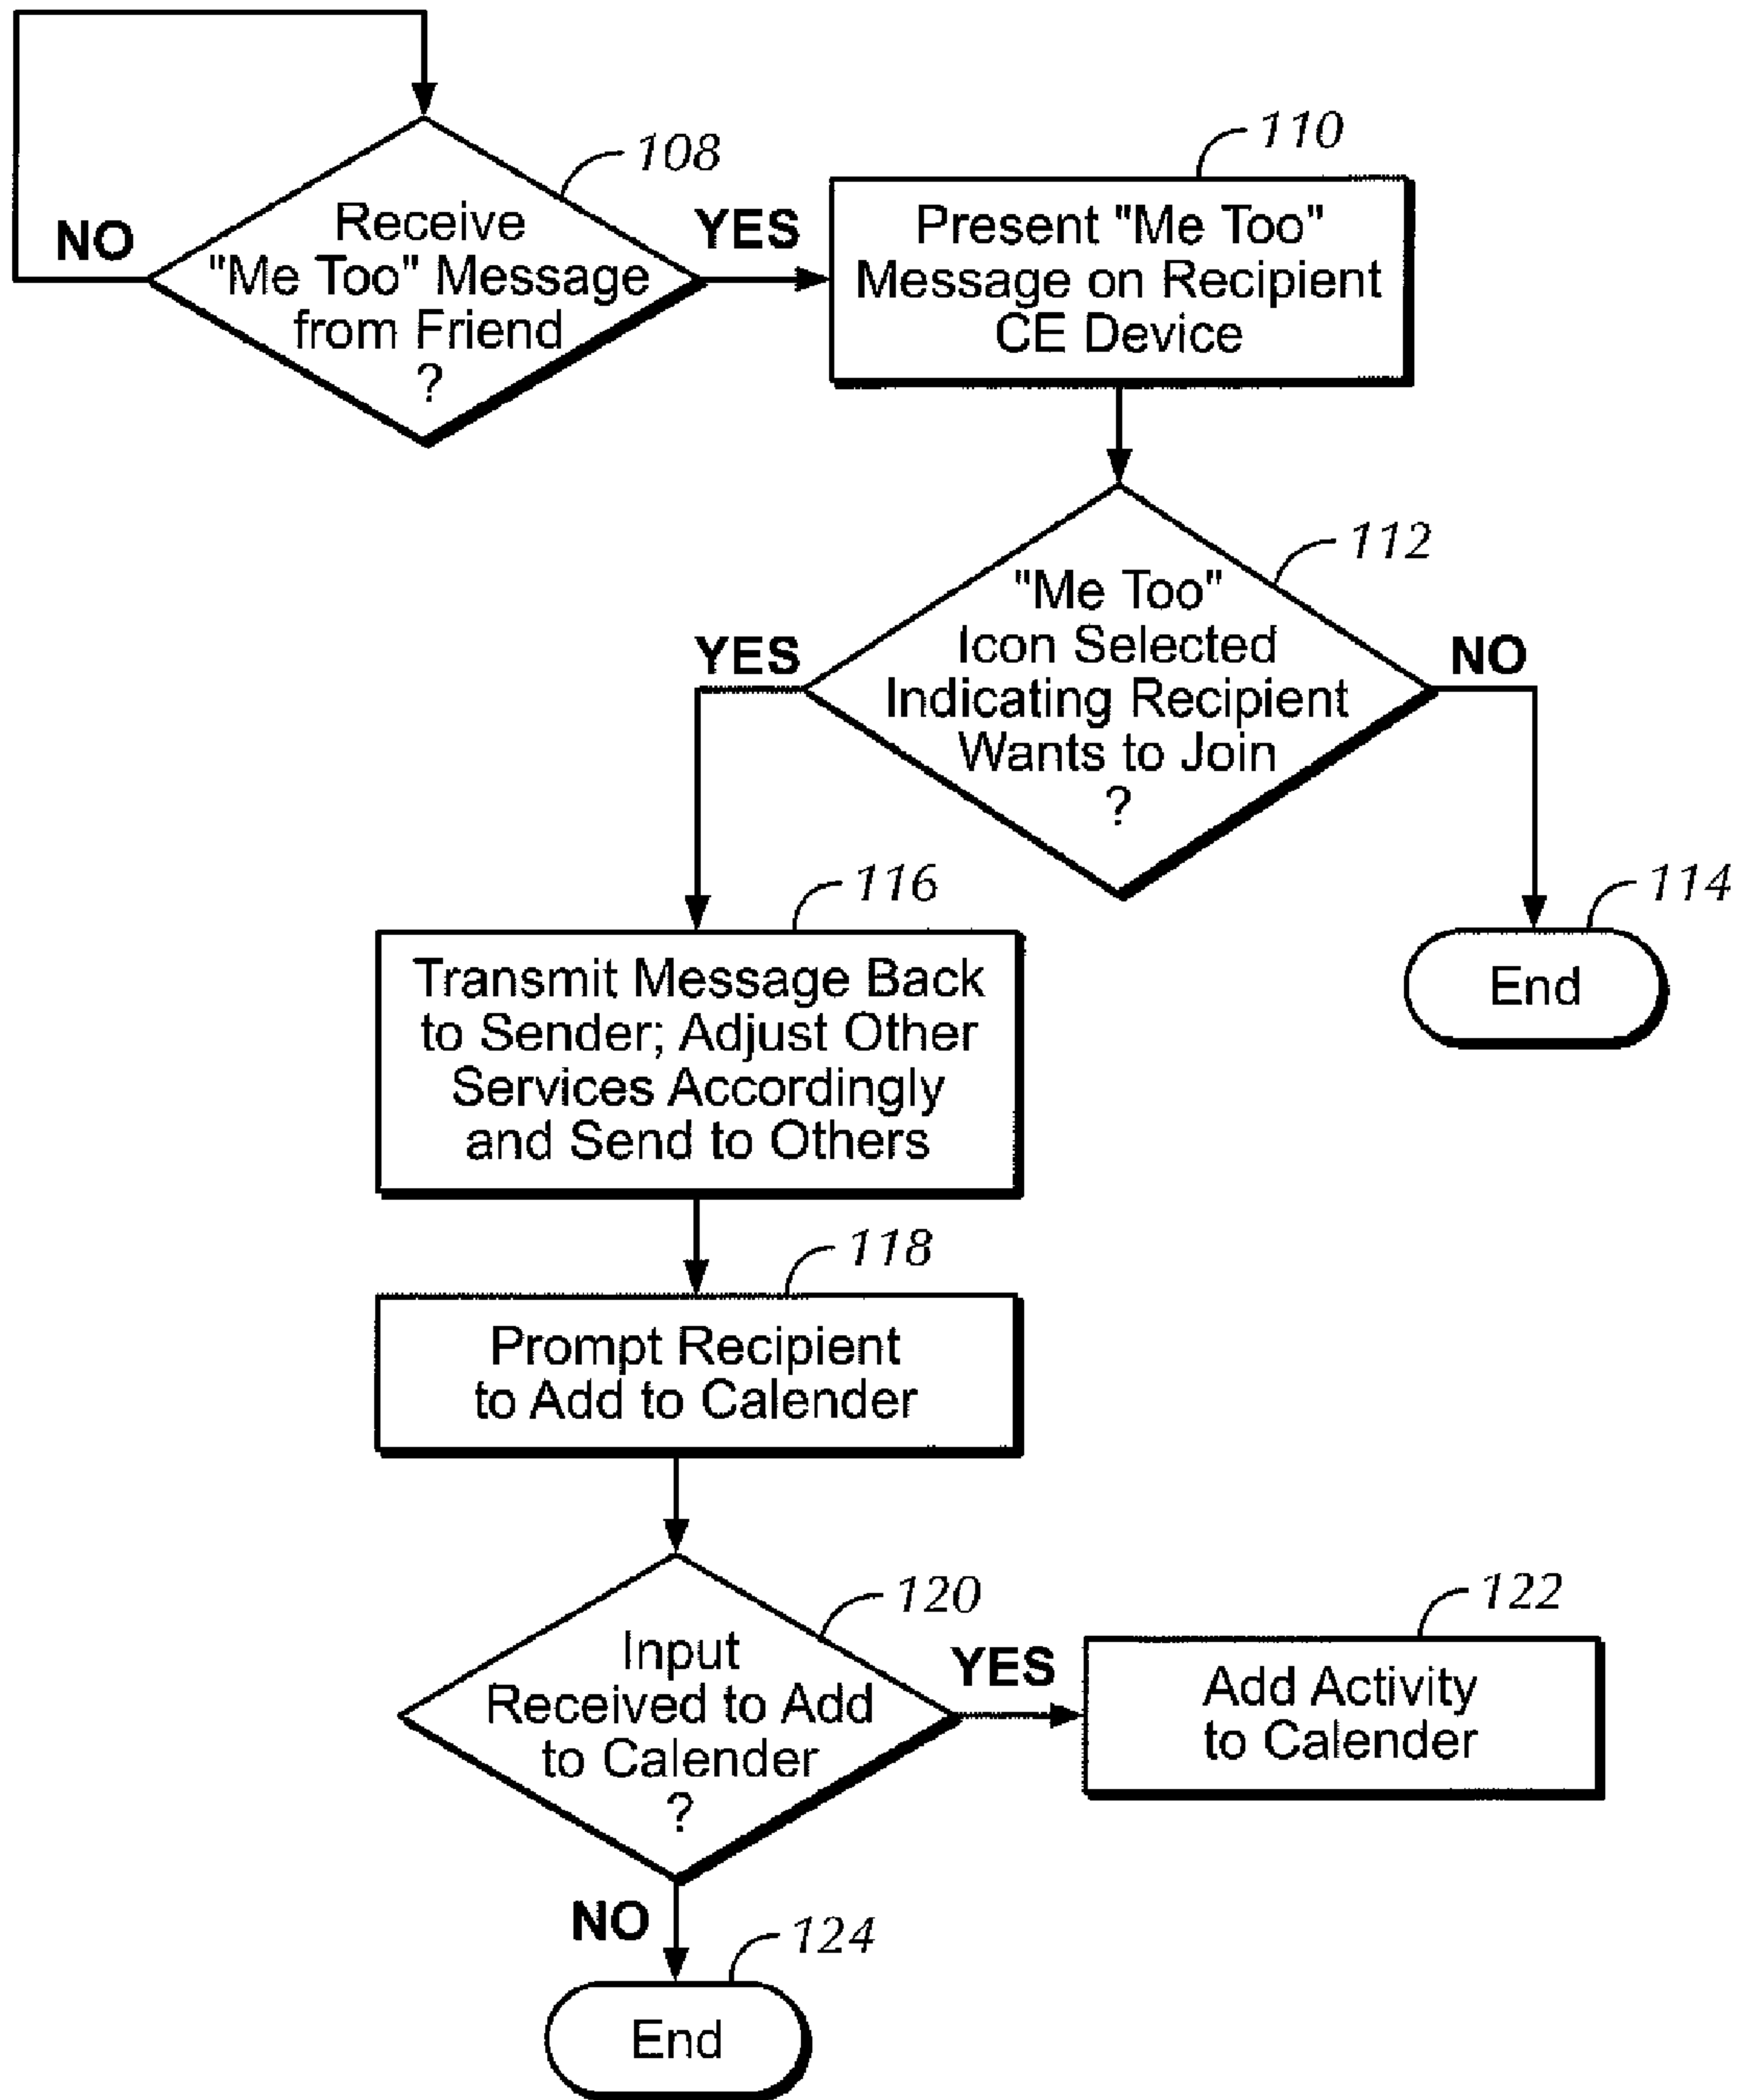 108
NO
Receive
"Me Too" Message
from Friend
?
YES
110
Present "Me Too"
Message on Recipient
CE Device
112
"Me Too"
Icon Selected
Indicating Recipient
Wants to Join
?
YES
NO
114
End
116
Transmit Message Back
to Sender; Adjust Other
Services Accordingly
and Send to Others
118
Prompt Recipient
to Add to Calender
120
Input
Received to Add
to Calender
?
YES
122
Add Activity
to Calender
NO
124
End